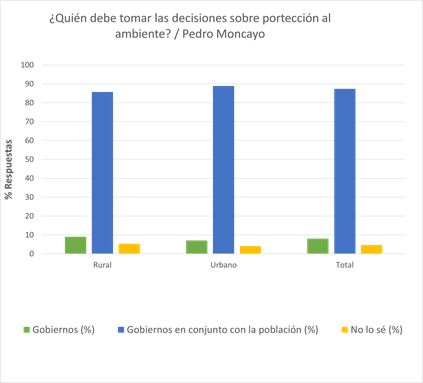 ¿Quién debe tomar las decisiones sobre portección al
ambiente? / Pedro Moncayo
% Respuestas
100
90
80
70
60
50
40
30
20
10
0
Rural
Urbano
Total
Gobiernos (%)
Gobiernos en conjunto con la población (%)
No lo sé (%)